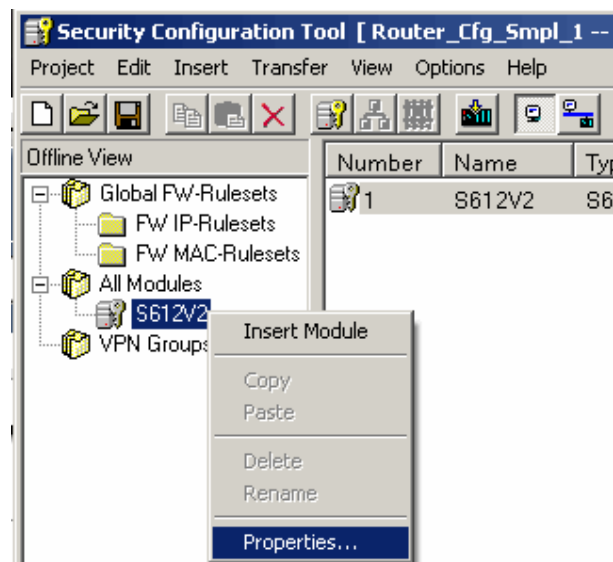 Security Configuration Tool [ Router_Cfg_Smpl_1 --
Project Edit Insert Transfer View Options Help
Offline View
Number Name Typ
Global FW-Rulesets
FW IP-Rulesets
FW MAC-Rulesets
All Modules
S612V2
VPN Groups
1 S612V2 S6
Insert Module
Copy
Paste
Delete
Rename
Properties...